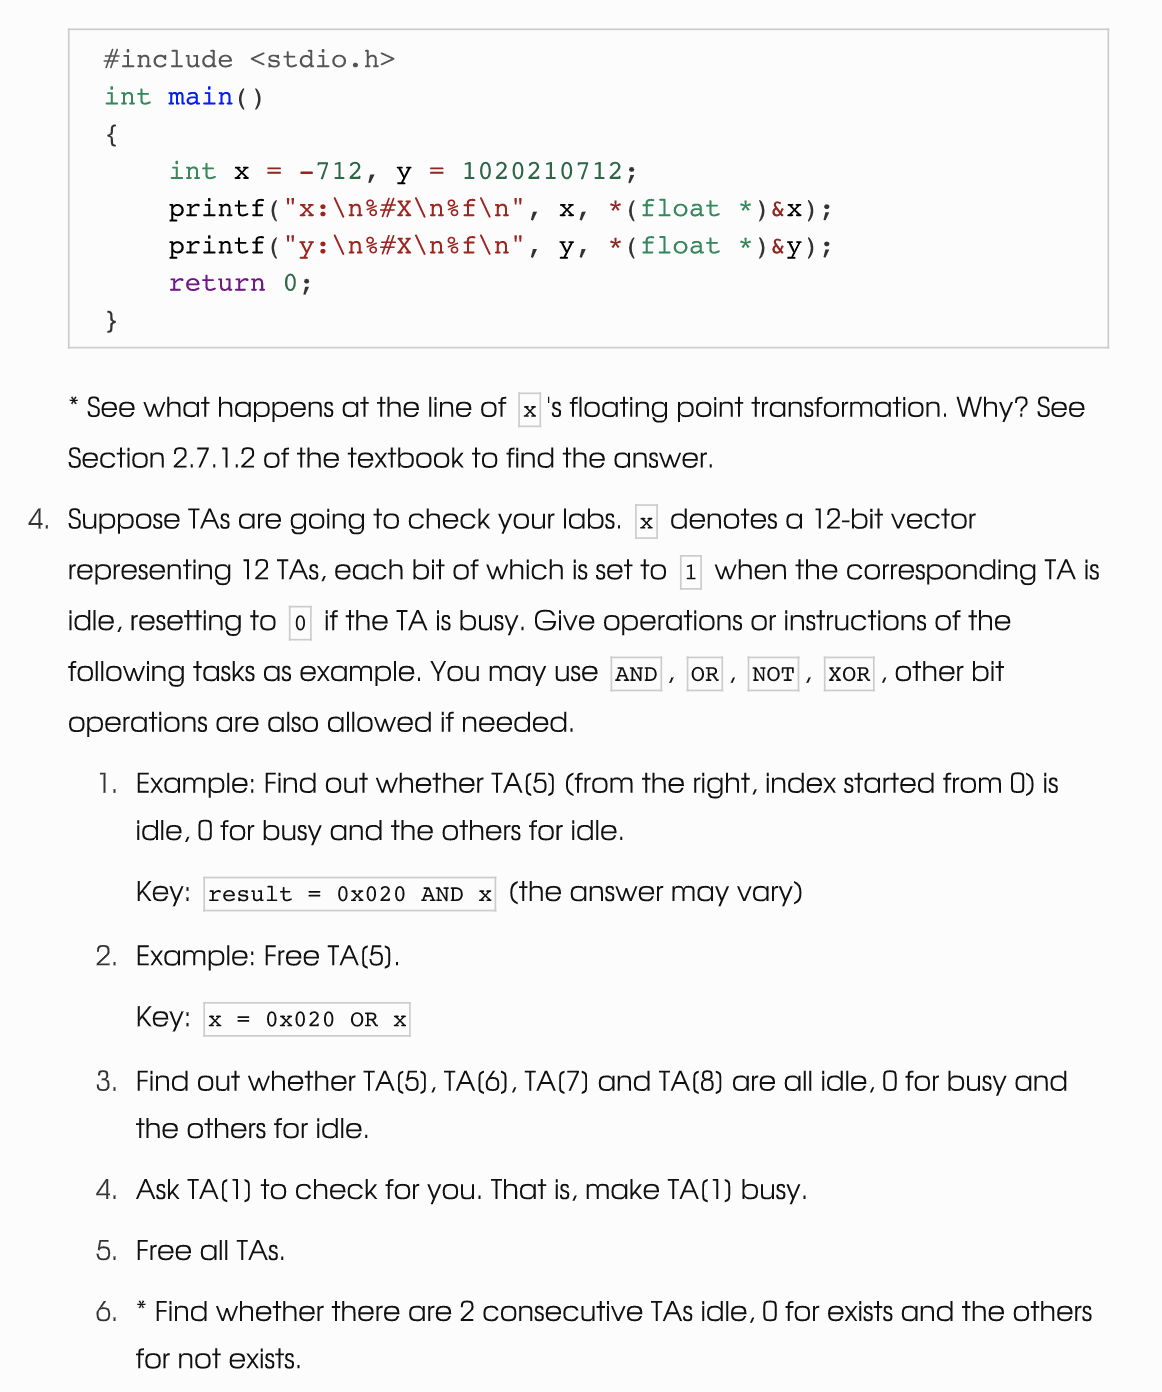 #include <stdio.h>
int main()
{
    int x = -712, y = 1020210712;
    printf("x:\n%#X\n%f\n", x, *(float *)&x);
    printf("y:\n%#X\n%f\n", y, *(float *)&y);
    return 0;
}
* See what happens at the line of x 's floating point transformation. Why? See
Section 2.7.1.2 of the textbook to find the answer.
4. Suppose TAs are going to check your labs. x denotes a 12-bit vector
representing 12 TAs, each bit of which is set to 1 when the corresponding TA is
idle, resetting to 0 if the TA is busy. Give operations or instructions of the
following tasks as example. You may use AND , OR , NOT , XOR , other bit
operations are also allowed if needed.
1. Example: Find out whether TA(5) (from the right, index started from 0) is
idle, 0 for busy and the others for idle.
Key: result = 0x020 AND x (the answer may vary)
2. Example: Free TA(5).
Key: x = 0x020 OR x
3. Find out whether TA(5), TA(6), TA(7) and TA(8) are all idle, 0 for busy and
the others for idle.
4. Ask TA(1) to check for you. That is, make TA(1) busy.
5. Free all TAs.
6. * Find whether there are 2 consecutive TAs idle, 0 for exists and the others
for not exists.